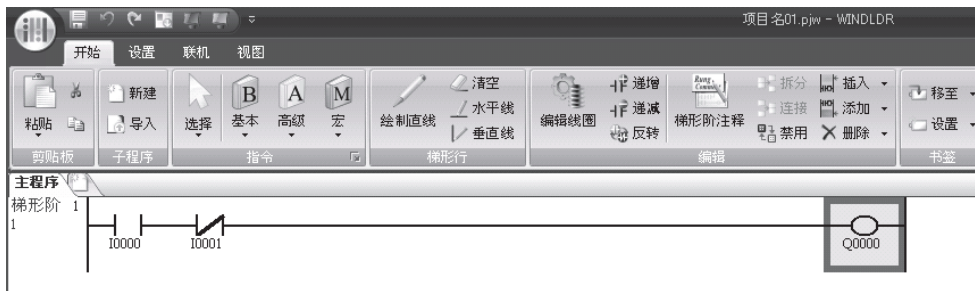 项目名01.pjw - WINDLDR
开始 设置 联机 视图
粘贴
剪贴板
新建
导入
子程序
选择
B 基本
A 高级
M 宏
指令
绘制直线
清空
水平线
垂直线
梯形行
编辑线圈
递增
递减
反转
Rung Comment
梯形阶注释
拆分
连接
禁用
插入
添加
删除
编辑
移至
设置
书签
主程序
梯形阶 1
1
I0000 I0001 Q0000